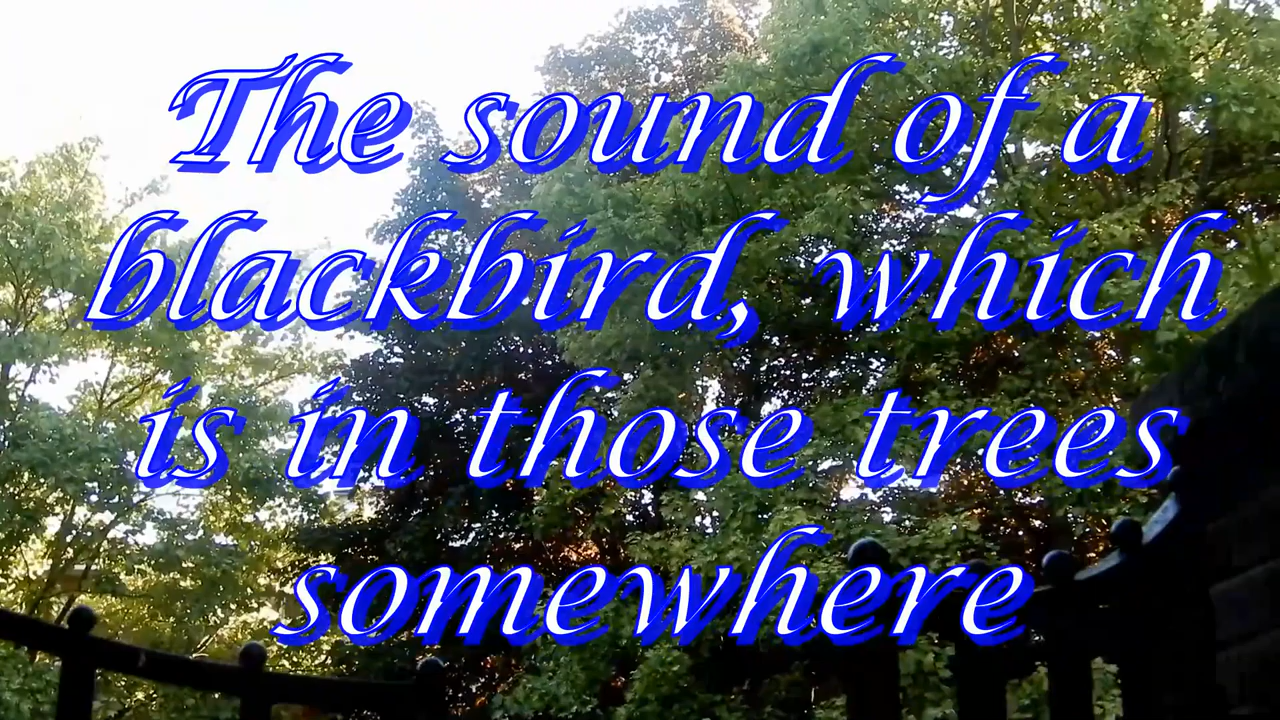 The sound of a
blackbird, which
is in those trees
somewhere